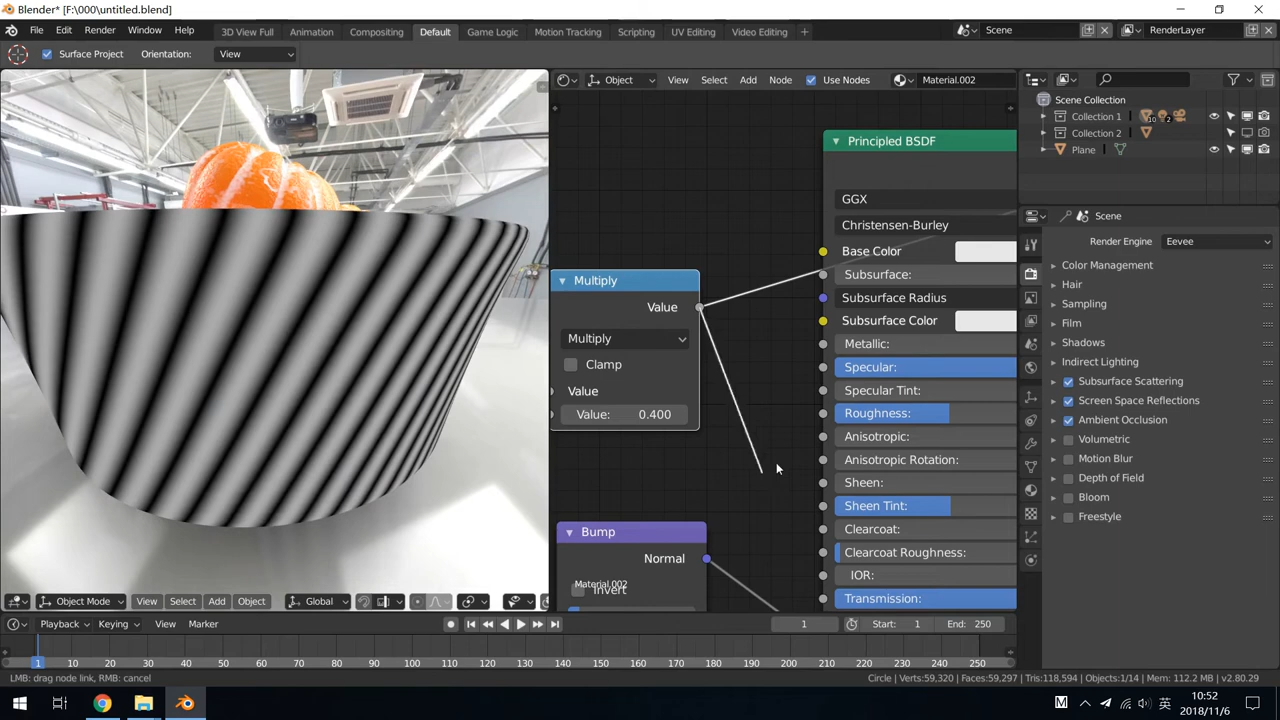 Blender* [F:\000\untitled.blend]
File Edit Render Window Help
3D View Full Animation Compositing Default Game Logic Motion Tracking Scripting UV Editing Video Editing +
Scene
RenderLayer
Surface Project Orientation: View
Object View Select Add Node Use Nodes Material.002
Scene Collection
Collection 1 10 2
Collection 2
Plane
Scene
Render Engine Eevee
Color Management
Hair
Sampling
Film
Shadows
Indirect Lighting
Subsurface Scattering
Screen Space Reflections
Ambient Occlusion
Volumetric
Motion Blur
Depth of Field
Bloom
Freestyle
Multiply
Value
Multiply
Clamp
Value
Value: 0.400
Bump
Normal
Material.002
Invert
Principled BSDF
GGX
Christensen-Burley
Base Color
Subsurface:
Subsurface Radius
Subsurface Color
Metallic:
Specular:
Specular Tint:
Roughness:
Anisotropic:
Anisotropic Rotation:
Sheen:
Sheen Tint:
Clearcoat:
Clearcoat Roughness:
IOR:
Transmission:
Object Mode View Select Add Object Global
Playback Keying View Marker 1 Start: 1 End: 250
1 10 20 30 40 50 60 70 80 90 100 110 120 130 140 150 160 170 180 190 200 210 220 230 240 250
LMB: drag node link, RMB: cancel
Circle | Verts:59,320 | Faces:59,297 | Tris:118,594 | Objects:1/14 | Mem: 112.2 MB | v2.80.29
M 英 10:52
2018/11/6